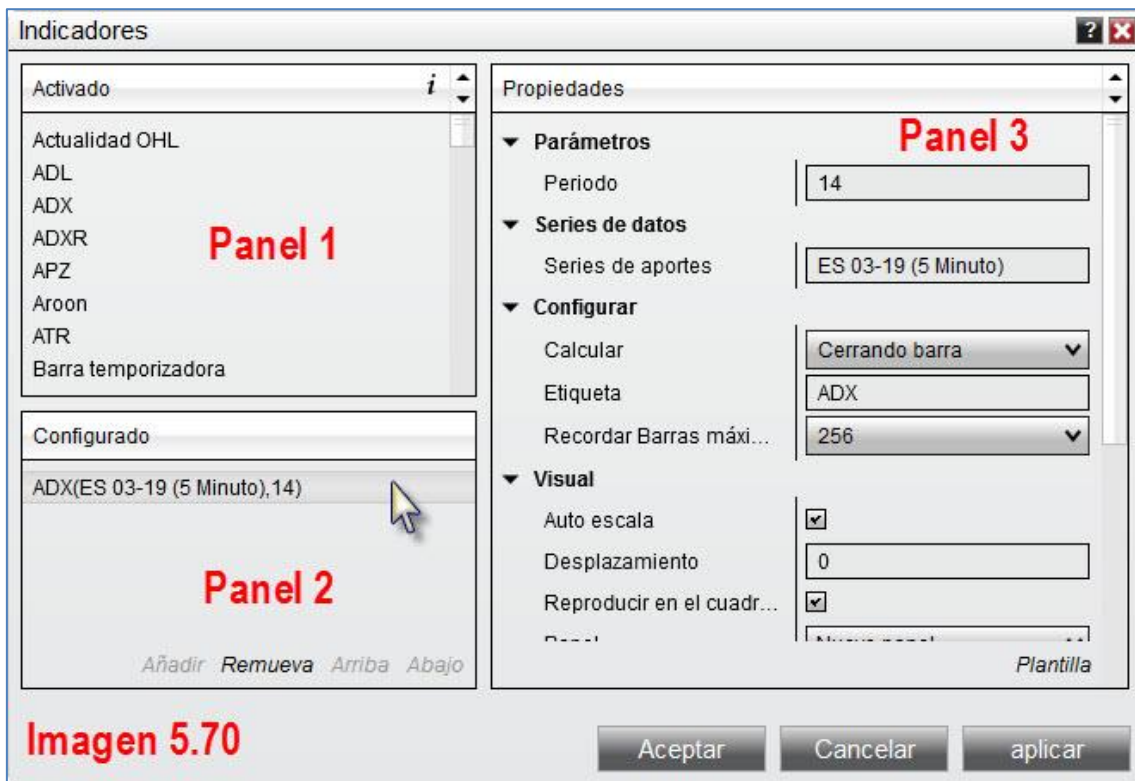 Indicadores
?
Activado i
Actualidad OHL
ADL
ADX
ADXR
APZ
Aroon
ATR
Barra temporizadora
Panel 1
Configurado
ADX(ES 03-19 (5 Minuto),14)
Panel 2
Añadir Remueva Arriba Abajo
Propiedades
Panel 3
Parámetros
Periodo 14
Series de datos
Series de aportes ES 03-19 (5 Minuto)
Configurar
Calcular Cerrando barra
Etiqueta ADX
Recordar Barras máxi... 256
Visual
Auto escala
Desplazamiento 0
Reproducir en el cuadr...
Panel Nuevo panel
Plantilla
Imagen 5.70
Aceptar Cancelar aplicar